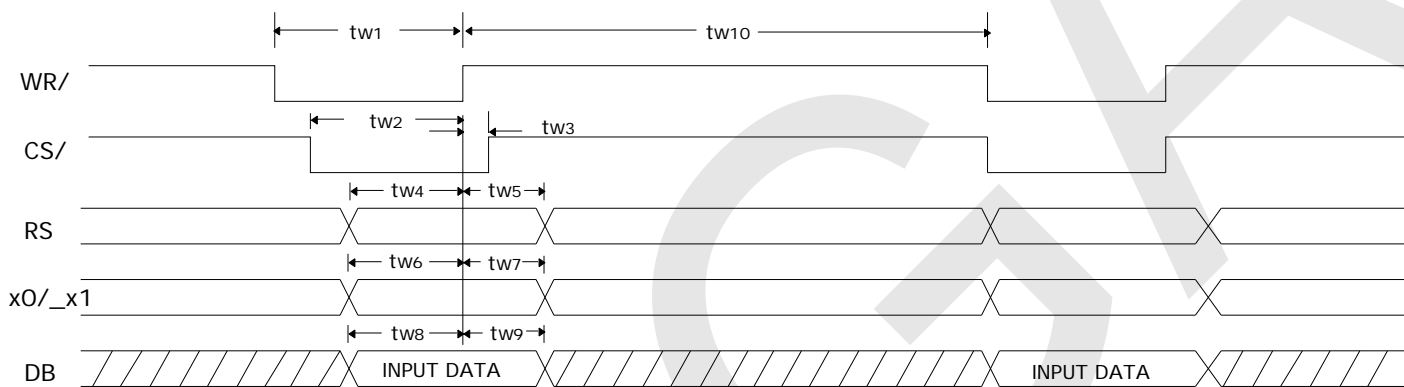 tw1 tw10
WR/
tw2 tw3
CS/
tw4 tw5
RS
tw6 tw7
x0/_x1
tw8 tw9
DB INPUT DATA INPUT DATA